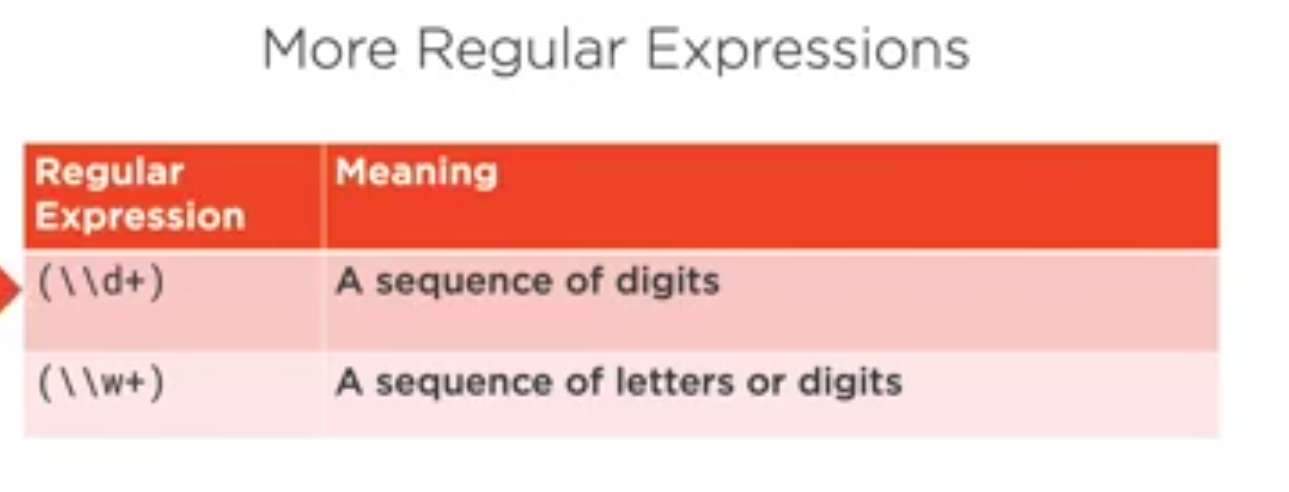 More Regular Expressions
Regular
Expression
Meaning
(\\d+)
A sequence of digits
(\\w+)
A sequence of letters or digits